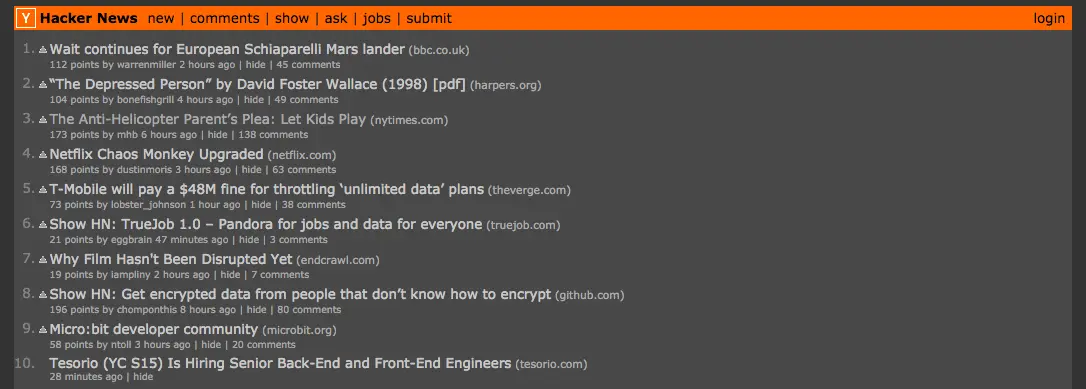 Y Hacker News new | comments | show | ask | jobs | submit login
1. Wait continues for European Schiaparelli Mars lander (bbc.co.uk)
112 points by warrenmiller 2 hours ago | hide | 45 comments
2. “The Depressed Person” by David Foster Wallace (1998) [pdf] (harpers.org)
104 points by bonefishgrill 4 hours ago | hide | 49 comments
3. The Anti-Helicopter Parent’s Plea: Let Kids Play (nytimes.com)
173 points by mhb 6 hours ago | hide | 138 comments
4. Netflix Chaos Monkey Upgraded (netflix.com)
168 points by dustinmoris 3 hours ago | hide | 63 comments
5. T-Mobile will pay a $48M fine for throttling ‘unlimited data’ plans (theverge.com)
73 points by lobster_johnson 1 hour ago | hide | 38 comments
6. Show HN: TrueJob 1.0 – Pandora for jobs and data for everyone (truejob.com)
21 points by eggbrain 47 minutes ago | hide | 3 comments
7. Why Film Hasn't Been Disrupted Yet (endcrawl.com)
19 points by lampliny 2 hours ago | hide | 7 comments
8. Show HN: Get encrypted data from people that don’t know how to encrypt (github.com)
196 points by chomponthis 8 hours ago | hide | 80 comments
9. Micro:bit developer community (microbit.org)
58 points by ntoll 3 hours ago | hide | 20 comments
10. Tesorio (YC S15) Is Hiring Senior Back-End and Front-End Engineers (tesorio.com)
28 minutes ago | hide